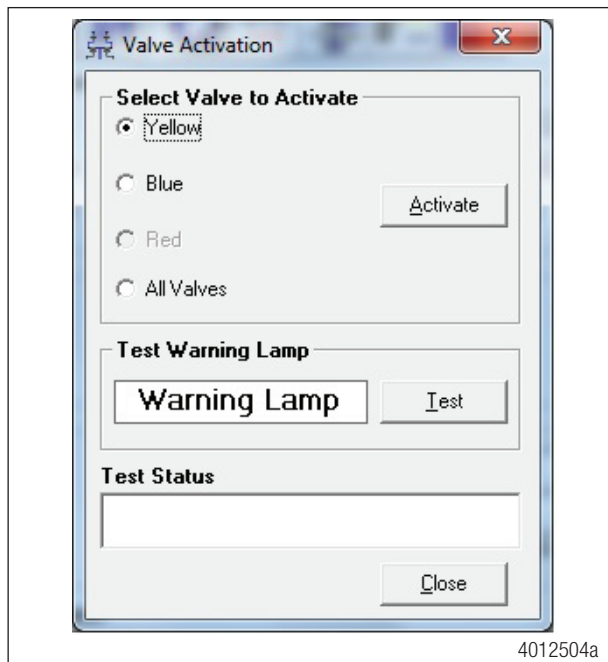 Valve Activation
Select Valve to Activate
Yellow
Blue
Activate
Red
All Valves
Test Warning Lamp
Warning Lamp
Test
Test Status
Close
4012504a